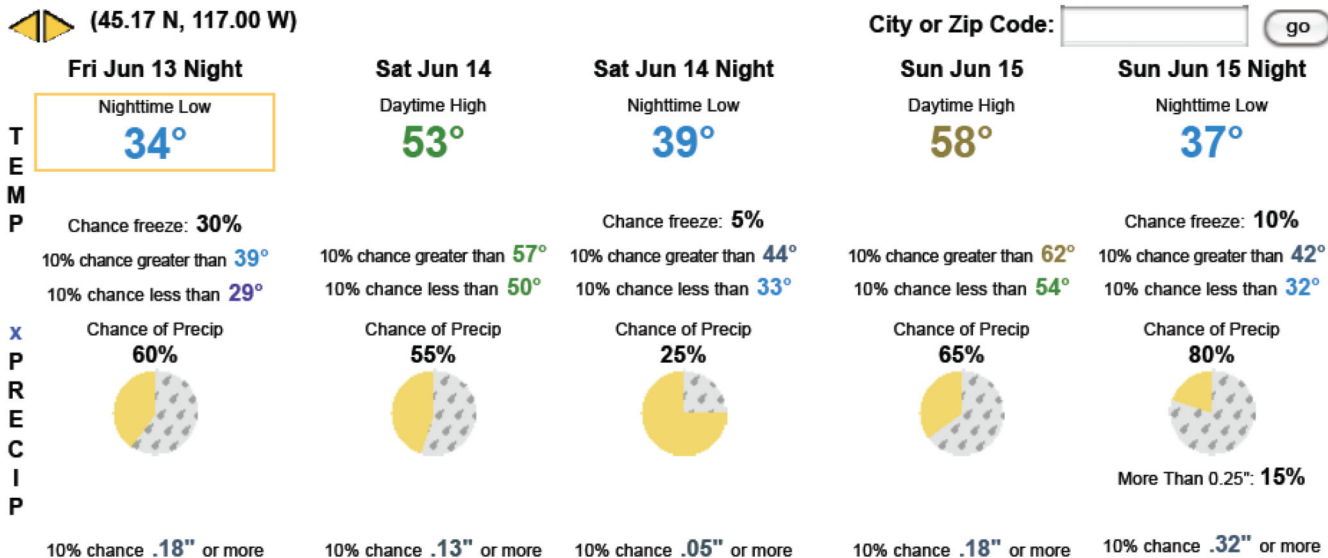 (45.17 N, 117.00 W)
City or Zip Code:
go
Fri Jun 13 Night
Sat Jun 14
Sat Jun 14 Night
Sun Jun 15
Sun Jun 15 Night
TEMP
Nighttime Low
34°
Daytime High
53°
Nighttime Low
39°
Daytime High
58°
Nighttime Low
37°
Chance freeze: 30%
Chance freeze: 5%
Chance freeze: 10%
10% chance greater than 39°
10% chance greater than 57°
10% chance greater than 44°
10% chance greater than 62°
10% chance greater than 42°
10% chance less than 29°
10% chance less than 50°
10% chance less than 33°
10% chance less than 54°
10% chance less than 32°
x
PRECIP
Chance of Precip
60%
Chance of Precip
55%
Chance of Precip
25%
Chance of Precip
65%
Chance of Precip
80%
More Than 0.25": 15%
10% chance .18" or more
10% chance .13" or more
10% chance .05" or more
10% chance .18" or more
10% chance .32" or more